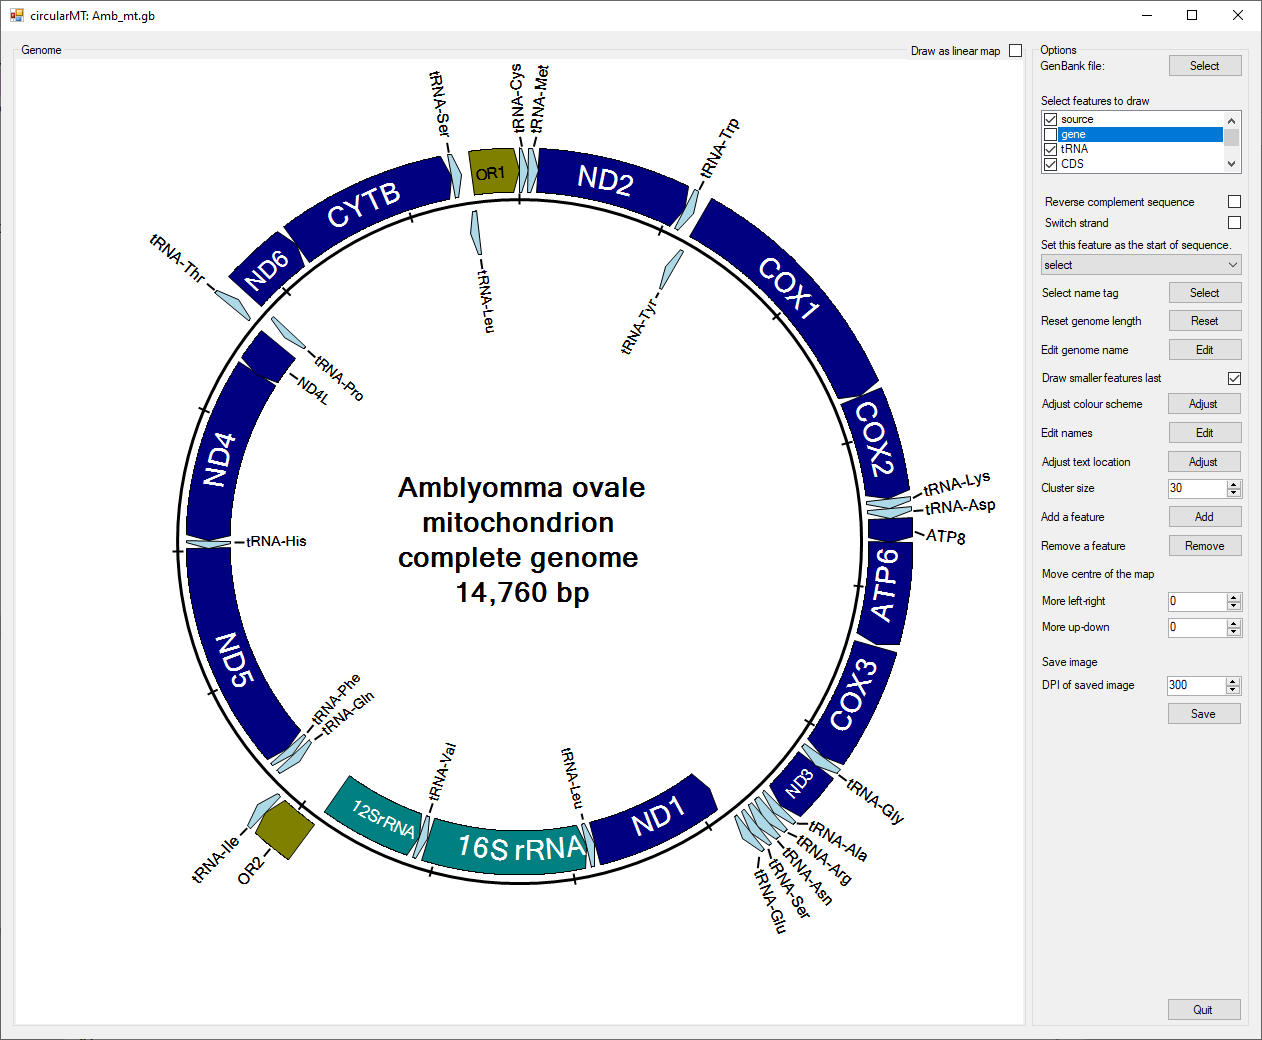 circularMT: Amb_mt.gb
Genome
Draw as linear map
tRNA-Ser
tRNA-Cys
tRNA-Met
OR1
ND2
tRNA-Trp
CYTB
tRNA-Thr
ND6
tRNA-Leu
tRNA-Tyr
COX1
tRNA-Pro
ND4L
COX2
ND4
tRNA-Lys
tRNA-Asp
ATP8
tRNA-His
Amblyomma ovale
mitochondrion
complete genome
14,760 bp
ATP6
ND5
COX3
tRNA-Phe
tRNA-Gln
tRNA-Gly
ND3
tRNA-Val
tRNA-Leu
12SrRNA
16S rRNA
ND1
tRNA-Ile
OR2
tRNA-Ala
tRNA-Arg
tRNA-Asn
tRNA-Ser
tRNA-Glu
Options
GenBank file:
Select
Select features to draw
source
gene
tRNA
CDS
Reverse complement sequence
Switch strand
Set this feature as the start of sequence.
select
Select name tag
Select
Reset genome length
Reset
Edit genome name
Edit
Draw smaller features last
Adjust colour scheme
Adjust
Edit names
Edit
Adjust text location
Adjust
Cluster size
30
Add a feature
Add
Remove a feature
Remove
Move centre of the map
More left-right
0
More up-down
0
Save image
DPI of saved image
300
Save
Quit